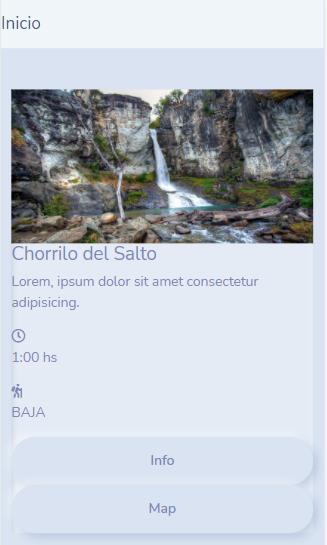 Inicio
Chorrilo del Salto
Lorem, ipsum dolor sit amet consectetur
adipisicing.
1:00 hs
BAJA
Info
Map